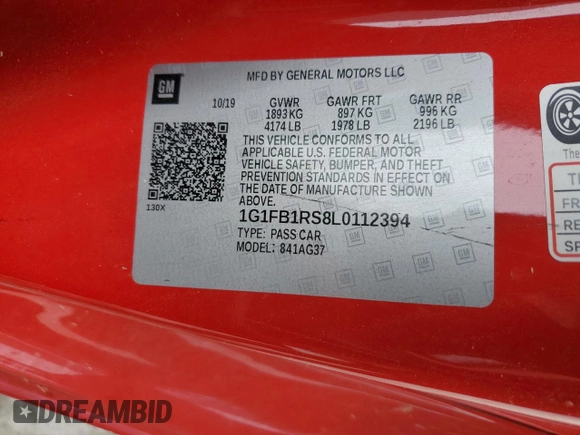 GM
MFD BY GENERAL MOTORS LLC
10/19 GVWR GAWR FRT GAWR RR
1893 KG 897 KG 996 KG
4174 LB 1978 LB 2196 LB
THIS VEHICLE CONFORMS TO ALL
APPLICABLE U.S. FEDERAL MOTOR
VEHICLE SAFETY, BUMPER, AND THEFT
PREVENTION STANDARDS IN EFFECT ON
THE DATE OF MANUFACTURE SHOWN
ABOVE.
130X
1G1FB1RS8L0112394
TYPE: PASS CAR
MODEL: 841AG37
FR
RE
SP
DREAMBID